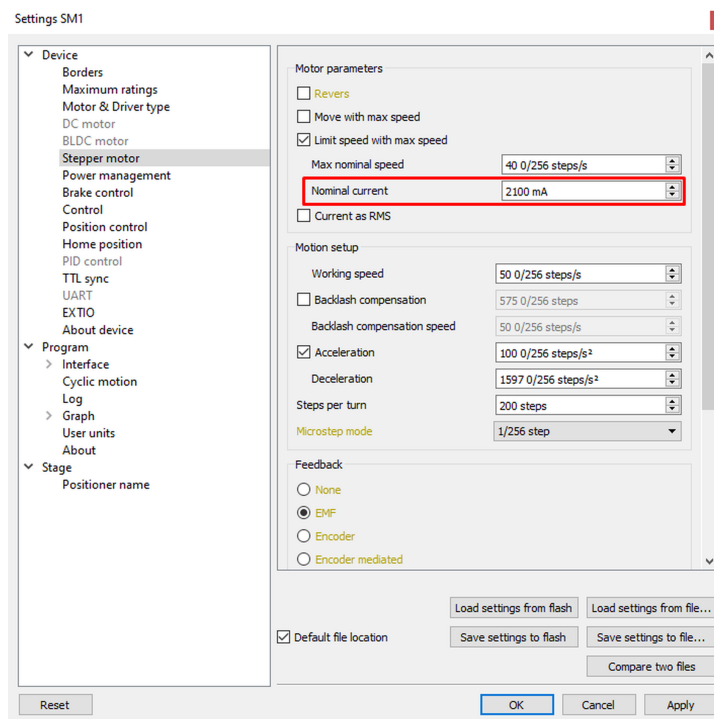 Settings SM1
Device
Borders
Maximum ratings
Motor & Driver type
DC motor
BLDC motor
Stepper motor
Power management
Brake control
Control
Position control
Home position
PID control
TTL sync
UART
EXTIO
About device
Program
Interface
Cyclic motion
Log
Graph
User units
About
Stage
Positioner name
Motor parameters
Revers
Move with max speed
Limit speed with max speed
Max nominal speed 40 0/256 steps/s
Nominal current 2100 mA
Current as RMS
Motion setup
Working speed 50 0/256 steps/s
Backlash compensation 575 0/256 steps
Backlash compensation speed 50 0/256 steps/s
Acceleration 100 0/256 steps/s²
Deceleration 1597 0/256 steps/s²
Steps per turn 200 steps
Microstep mode 1/256 step
Feedback
None
EMF
Encoder
Encoder mediated
Load settings from flash Load settings from file...
Default file location Save settings to flash Save settings to file...
Compare two files
Reset OK Cancel Apply